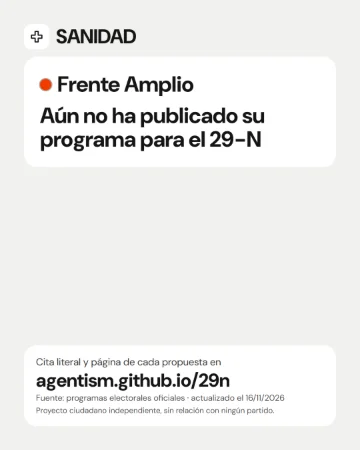 SANIDAD
Frente Amplio
Aún no ha publicado su
programa para el 29-N
Cita literal y página de cada propuesta en
agentism.github.io/29n
Fuente: programas electorales oficiales · actualizado el 16/11/2026
Proyecto ciudadano independiente, sin relación con ningún partido.